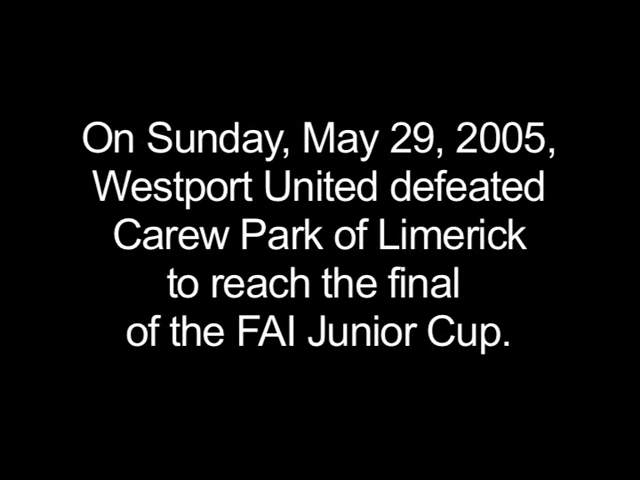 On Sunday, May 29, 2005,
Westport United defeated
Carew Park of Limerick
to reach the final
of the FAI Junior Cup.